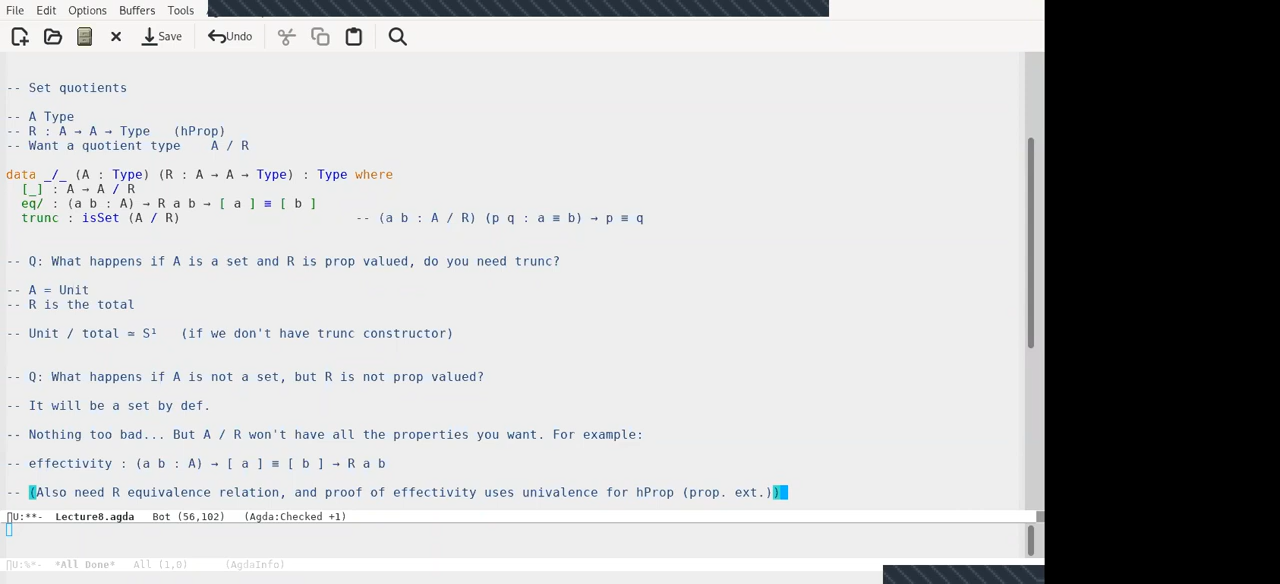 File Edit Options Buffers Tools
Save Undo
-- Set quotients
-- A Type
-- R : A → A → Type (hProp)
-- Want a quotient type A / R
data _/_ (A : Type) (R : A → A → Type) : Type where
[_] : A → A / R
eq/ : (a b : A) → R a b → [ a ] ≡ [ b ]
trunc : isSet (A / R) -- (a b : A / R) (p q : a ≡ b) → p ≡ q
-- Q: What happens if A is a set and R is prop valued, do you need trunc?
-- A = Unit
-- R is the total
-- Unit / total ≃ S¹ (if we don't have trunc constructor)
-- Q: What happens if A is not a set, but R is not prop valued?
-- It will be a set by def.
-- Nothing too bad... But A / R won't have all the properties you want. For example:
-- effectivity : (a b : A) → [ a ] ≡ [ b ] → R a b
-- (Also need R equivalence relation, and proof of effectivity uses univalence for hProp (prop. ext.))
U:**- Lecture8.agda Bot (56,102) (Agda:Checked +1)
U:%*- *All Done* All (1,0) (AgdaInfo)